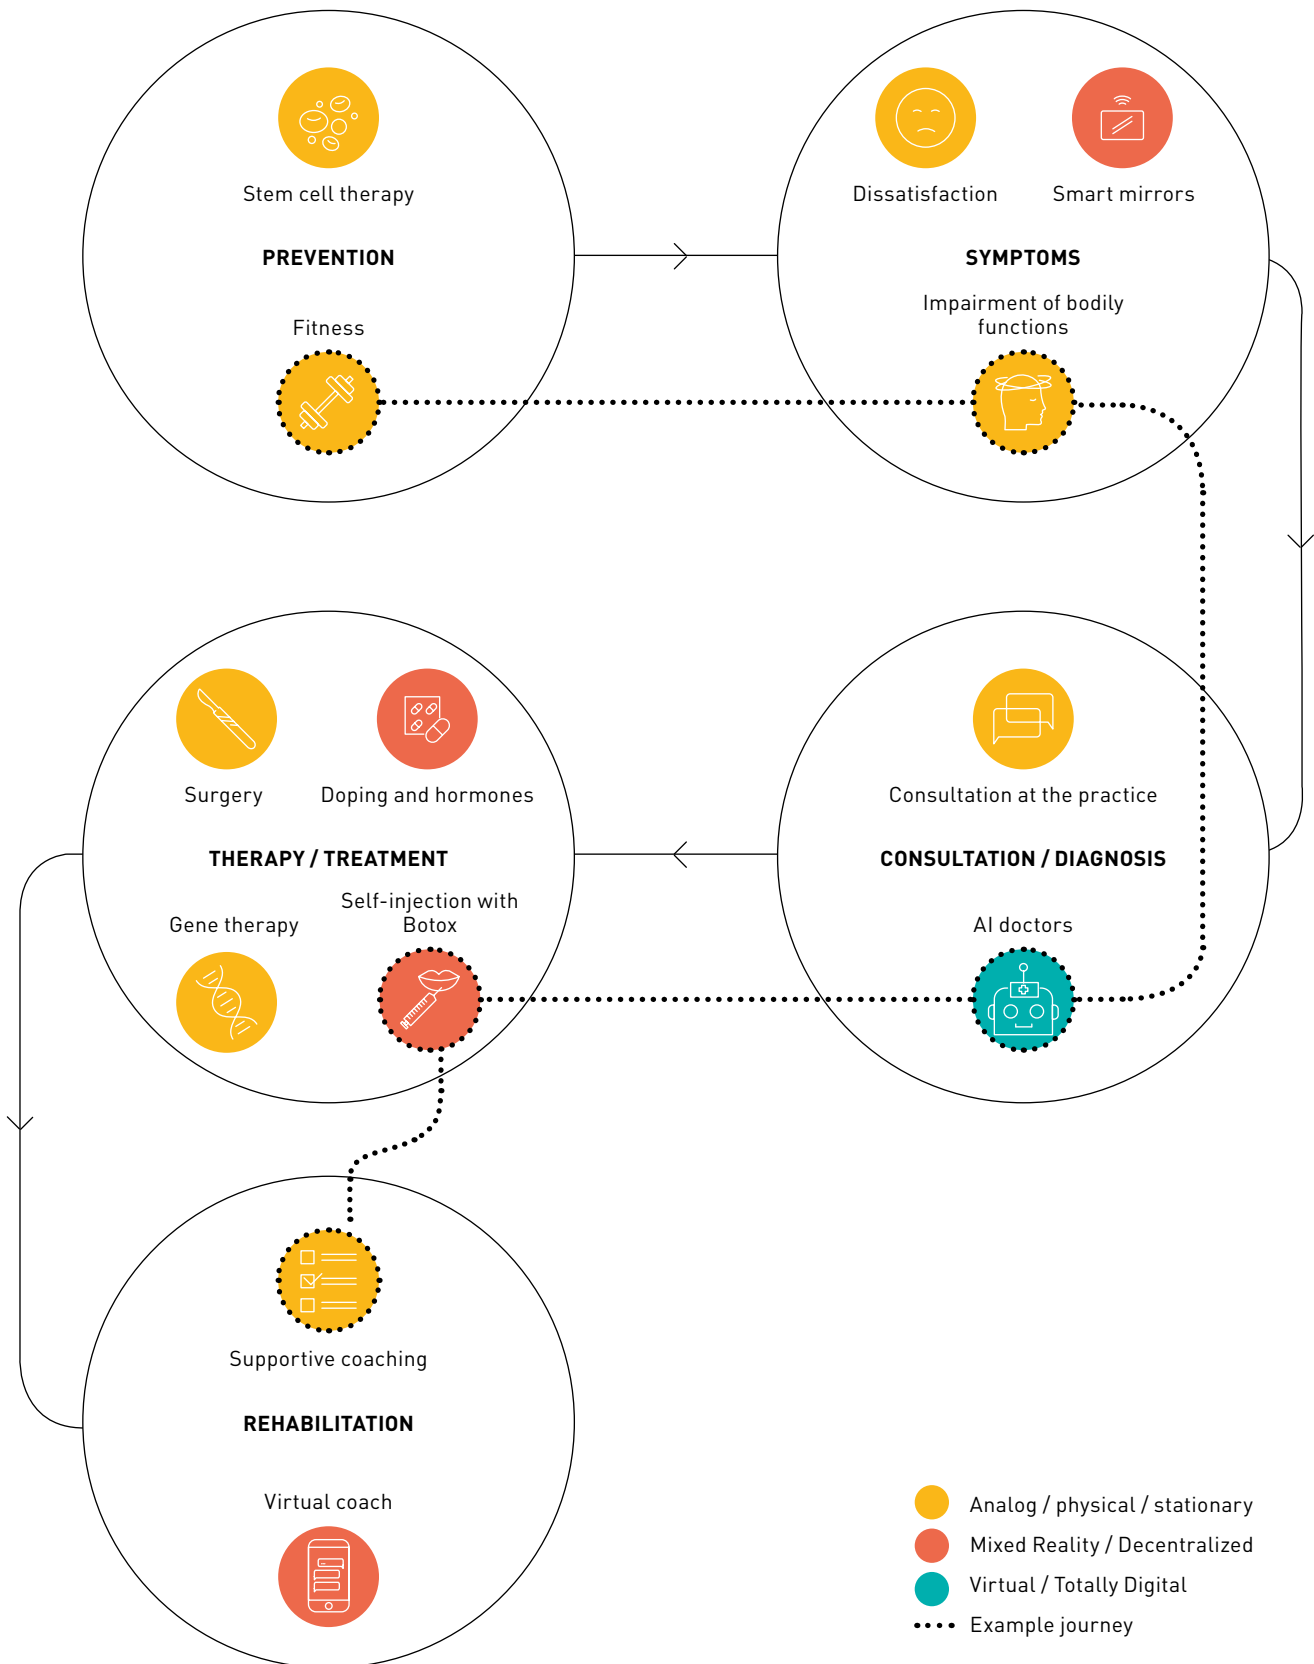 Stem cell therapy
PREVENTION
Fitness
Dissatisfaction
Smart mirrors
SYMPTOMS
Impairment of bodily
functions
Consultation at the practice
CONSULTATION / DIAGNOSIS
AI doctors
Surgery
Doping and hormones
THERAPY / TREATMENT
Gene therapy
Self-injection with
Botox
Supportive coaching
REHABILITATION
Virtual coach
Analog / physical / stationary
Mixed Reality / Decentralized
Virtual / Totally Digital
Example journey